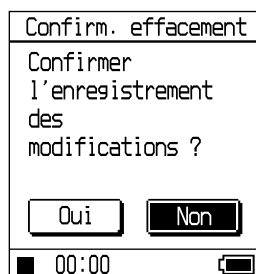 Confirm. effacement
Confirmer
l'enregistrement
des
modifications ?
Oui Non
00:00